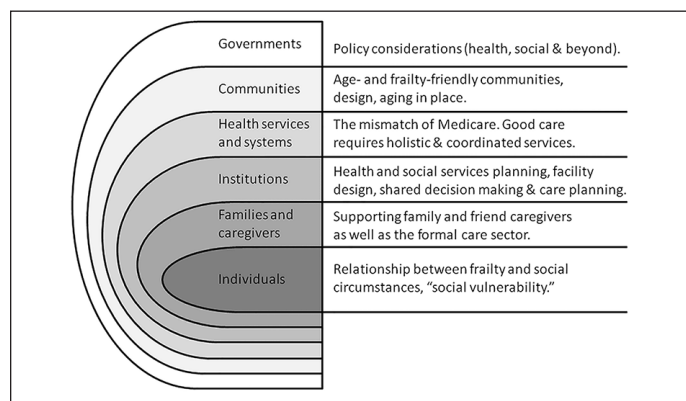 Governments
Policy considerations (health, social & beyond).
Communities
Age- and frailty-friendly communities,
design, aging in place.
Health services
and systems
The mismatch of Medicare. Good care
requires holistic & coordinated services.
Institutions
Health and social services planning, facility
design, shared decision making & care planning.
Families and
caregivers
Supporting family and friend caregivers
as well as the formal care sector.
Individuals
Relationship between frailty and social
circumstances, “social vulnerability.”